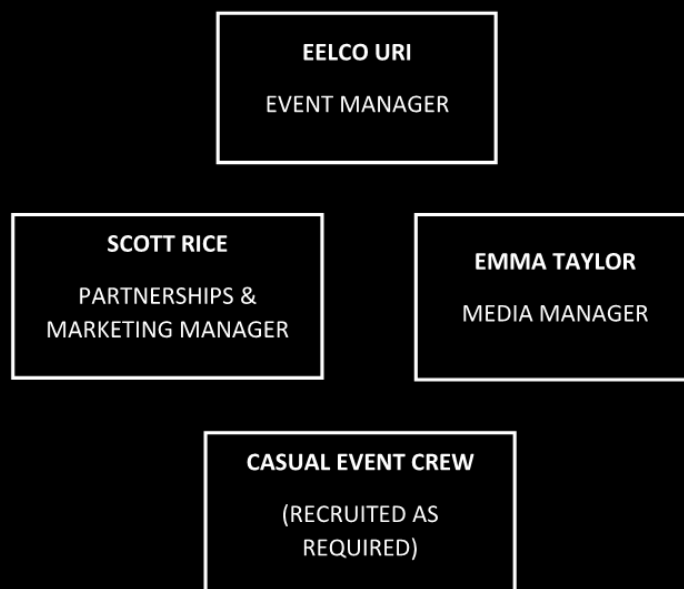 EELCO URI
EVENT MANAGER
SCOTT RICE
PARTNERSHIPS &
MARKETING MANAGER
EMMA TAYLOR
MEDIA MANAGER
CASUAL EVENT CREW
(RECRUITED AS
REQUIRED)